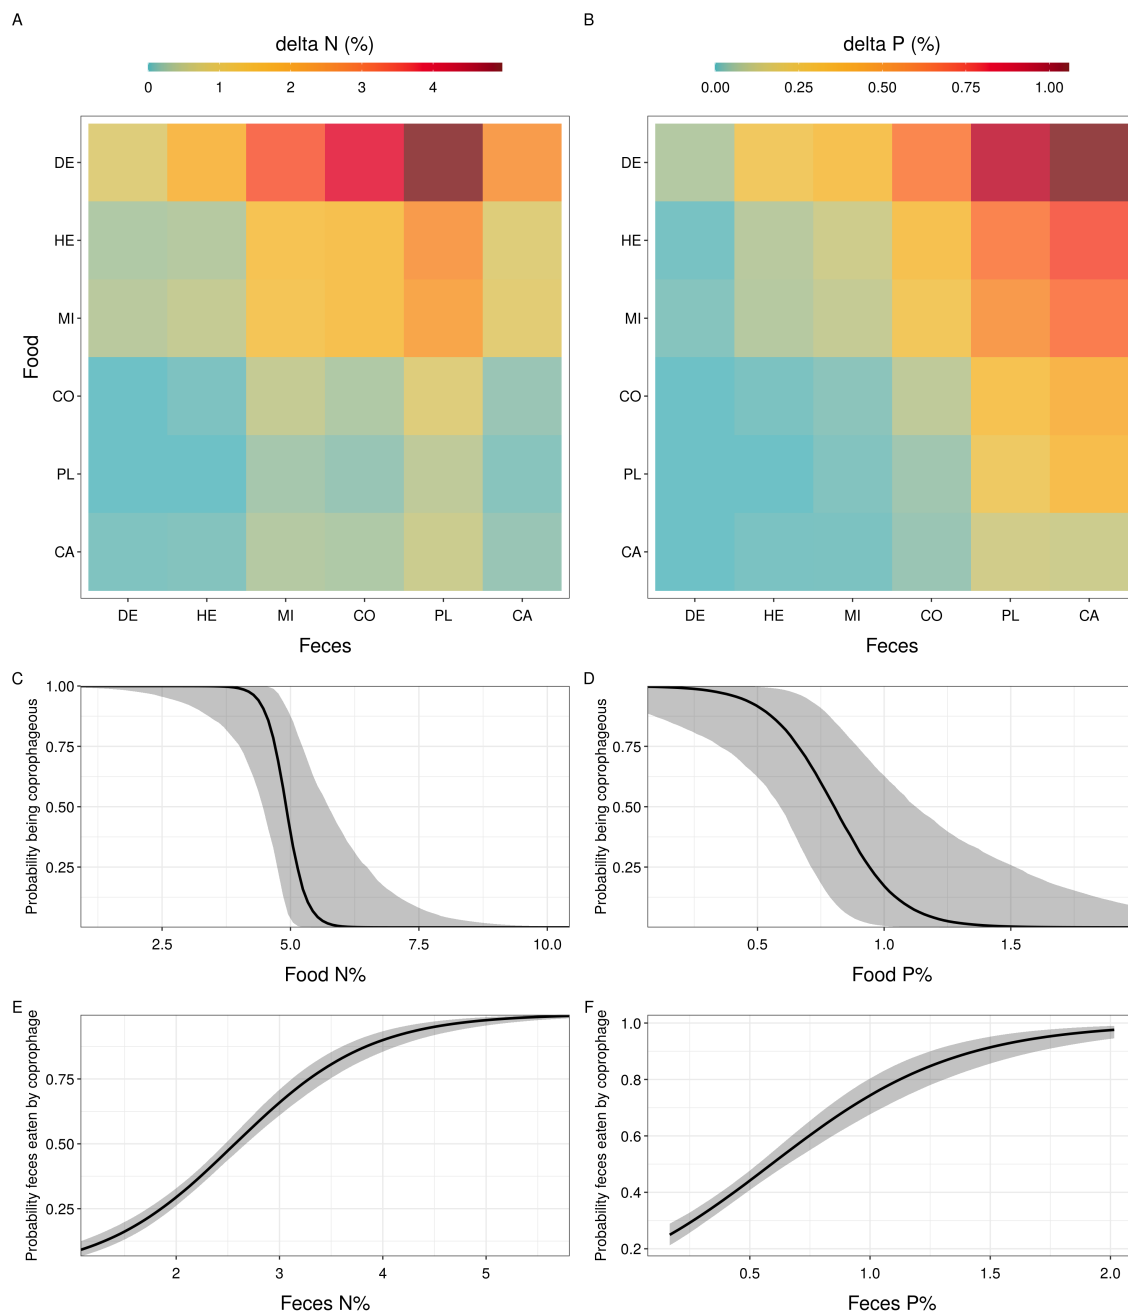 A
delta N (%)
0 1 2 3 4
DE
HE
MI
CO
PL
CA
Food
DE HE MI CO PL CA
Feces
B
delta P (%)
0.00 0.25 0.50 0.75 1.00
DE
HE
MI
CO
PL
CA
DE HE MI CO PL CA
Feces
C
Probability being coprophageous
1.00
0.75
0.50
0.25
2.5 5.0 7.5 10.0
Food N%
D
Probability being coprophageous
0.75
0.50
0.25
0.5 1.0 1.5
Food P%
E
Probability feces eaten by coprophage
0.75
0.50
0.25
2 3 4 5
Feces N%
F
Probability feces eaten by coprophage
1.0
0.8
0.6
0.4
0.2
0.5 1.0 1.5 2.0
Feces P%